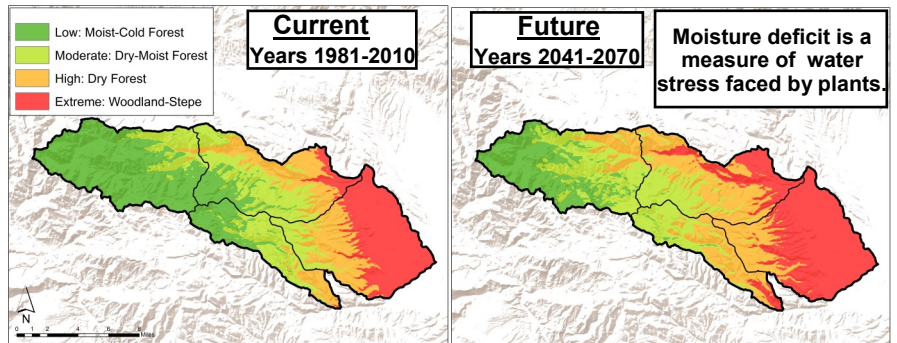 Low: Moist-Cold Forest
Moderate: Dry-Moist Forest
High: Dry Forest
Extreme: Woodland-Stepe
Current
Years 1981-2010
Future
Years 2041-2070
Moisture deficit is a
measure of water
stress faced by plants.
N
0 1 2 4 6 8
Miles